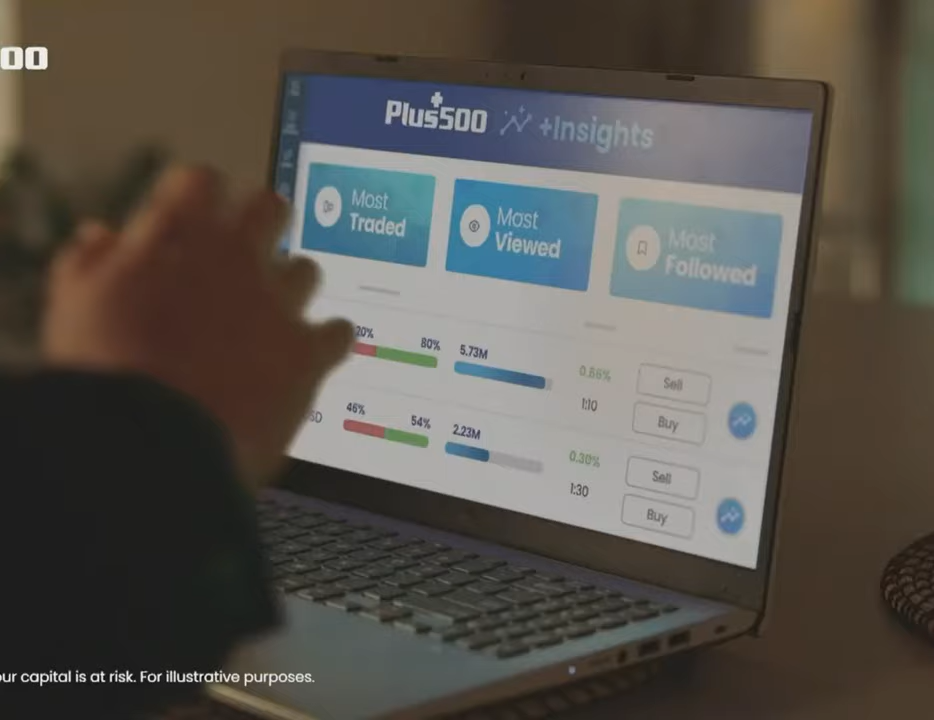 00
Plus500 +Insights
Most Traded
Most Viewed
Most Followed
20% 80% 5.73M 0.86% Sell
1:10 Buy
SD 46% 54% 2.23M 0.30% Sell
1:30 Buy
our capital is at risk. For illustrative purposes.